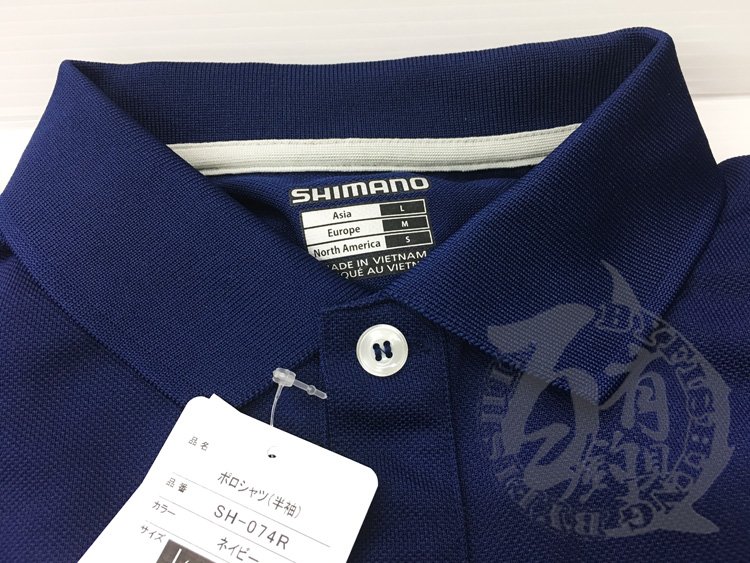 SHIMANO
Asia L
Europe M
North America S
MADE IN VIETNAM
品名 ポロシャツ(半袖)
品番 SH-074R
カラー ネイビー
サイズ